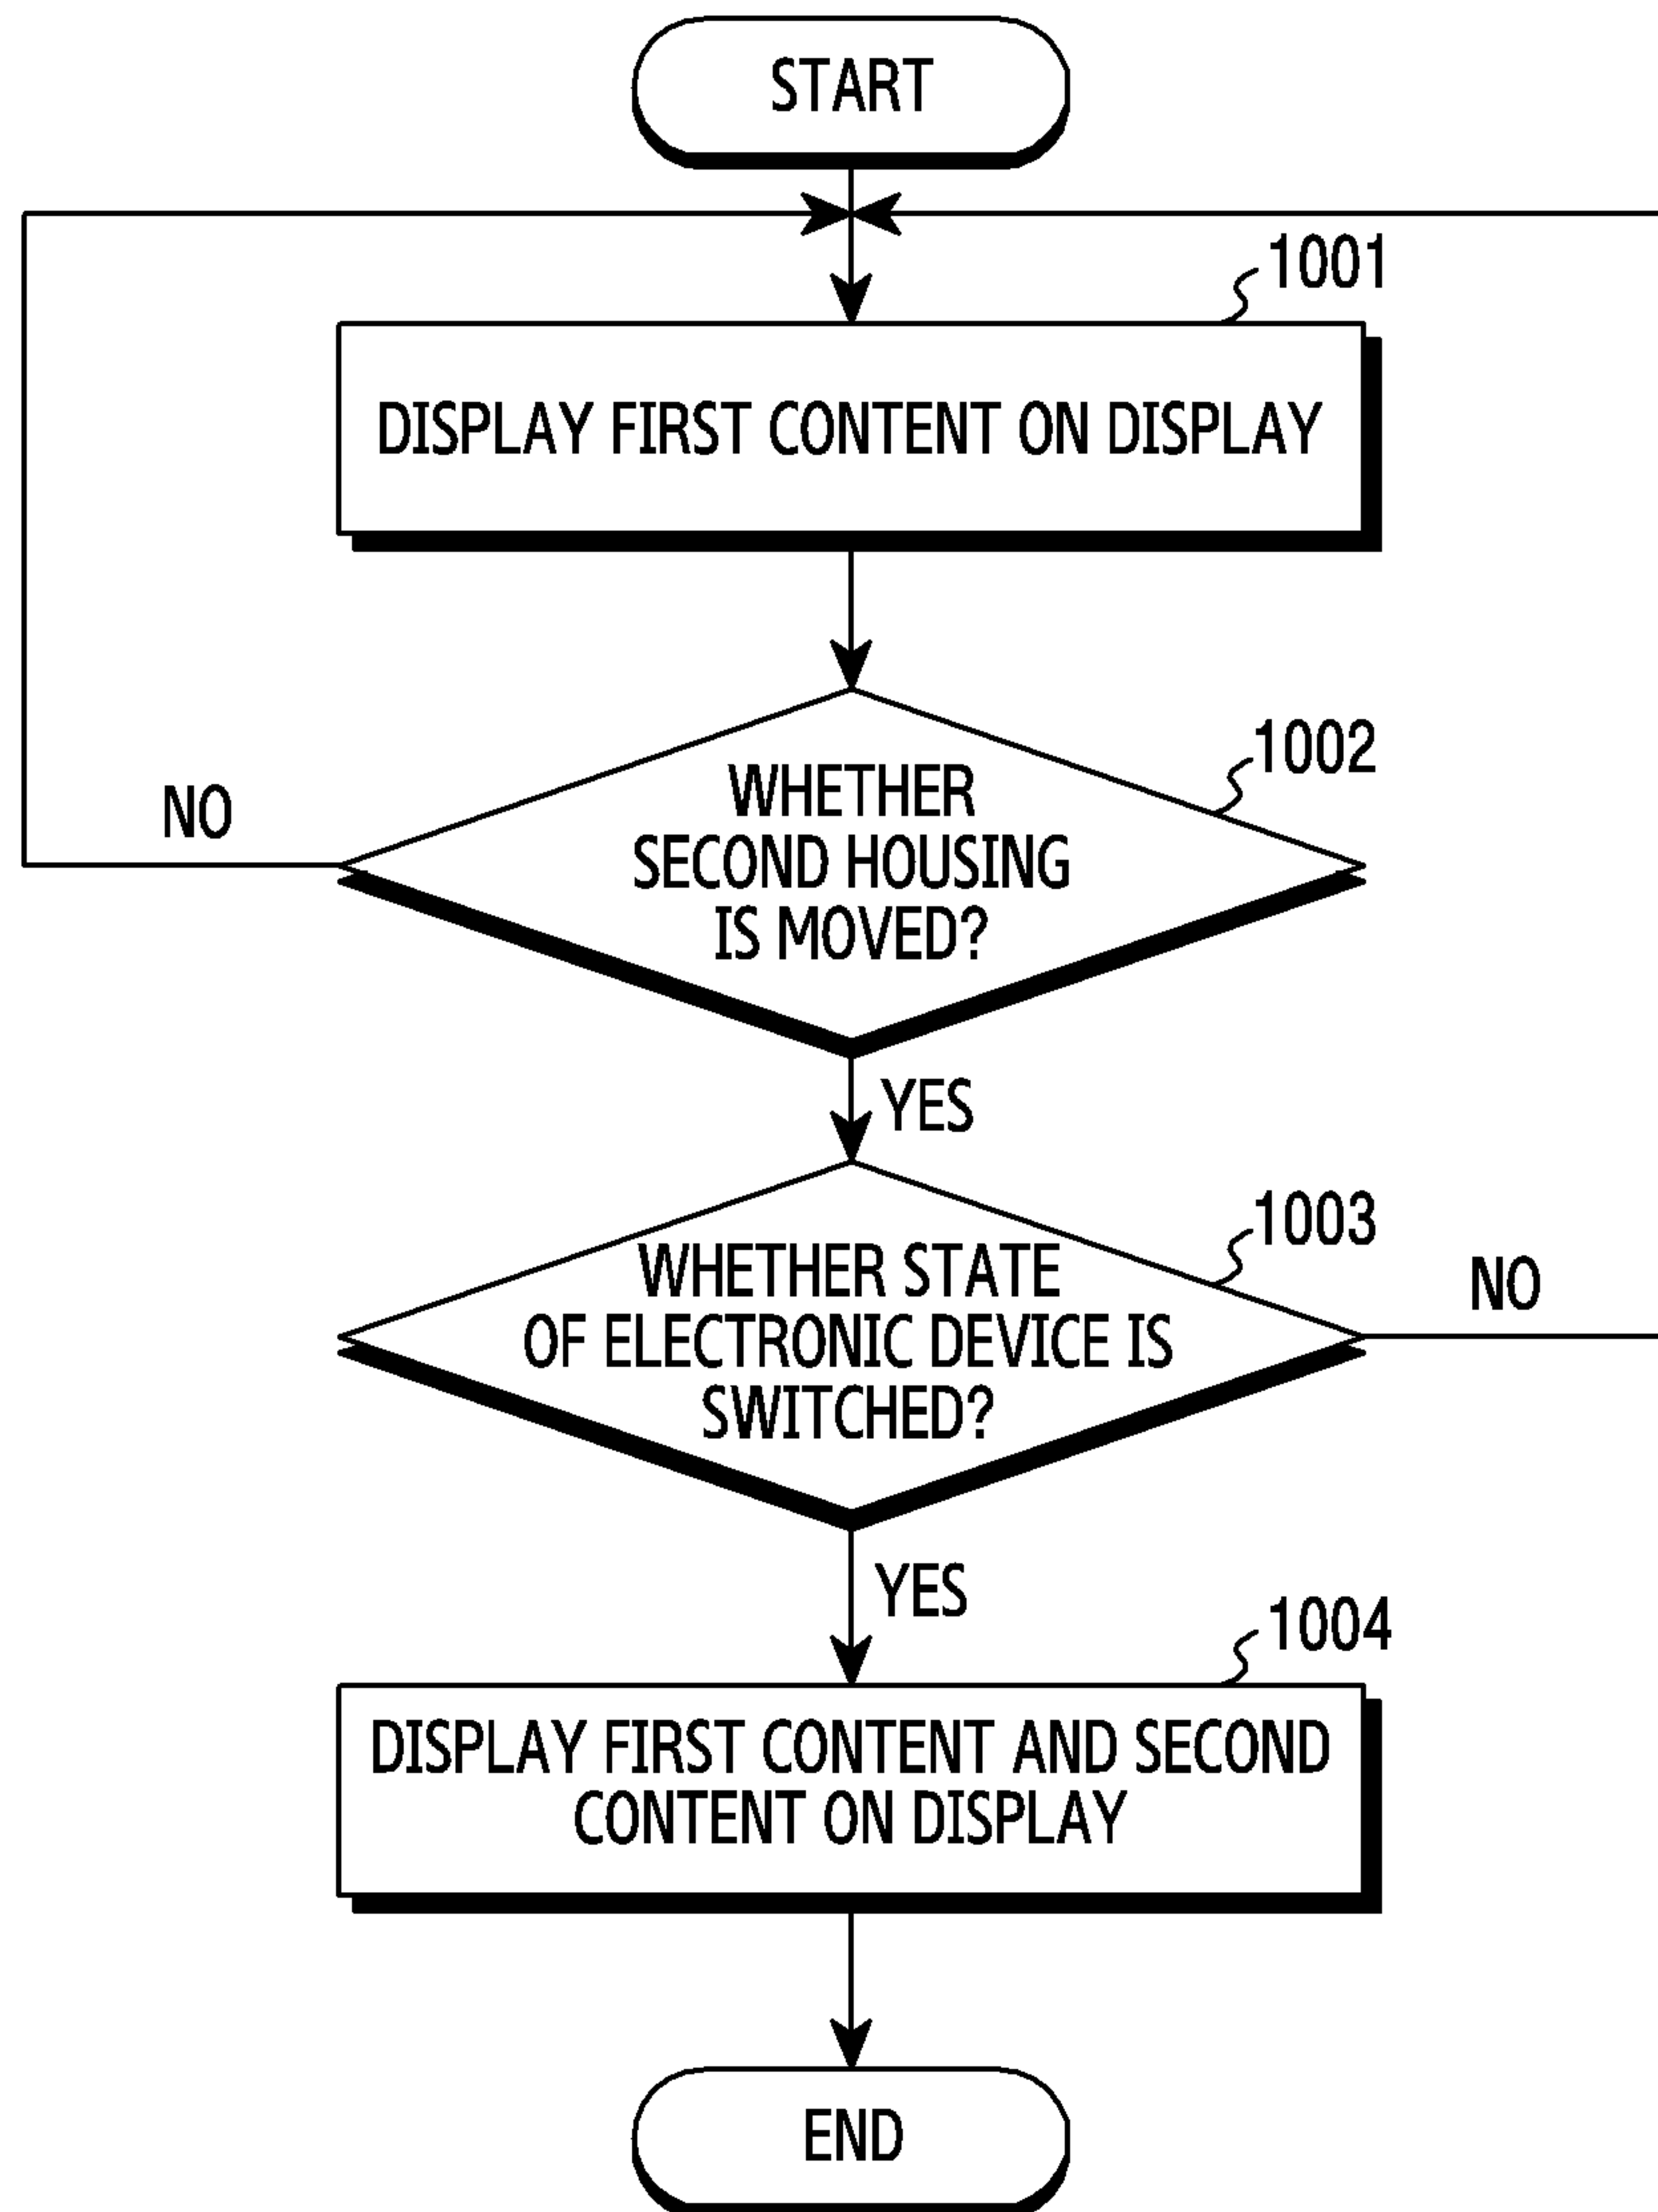 START
1001
DISPLAY FIRST CONTENT ON DISPLAY
1002
WHETHER
SECOND HOUSING
IS MOVED?
NO
YES
1003
WHETHER STATE
OF ELECTRONIC DEVICE IS
SWITCHED?
NO
YES
1004
DISPLAY FIRST CONTENT AND SECOND
CONTENT ON DISPLAY
END